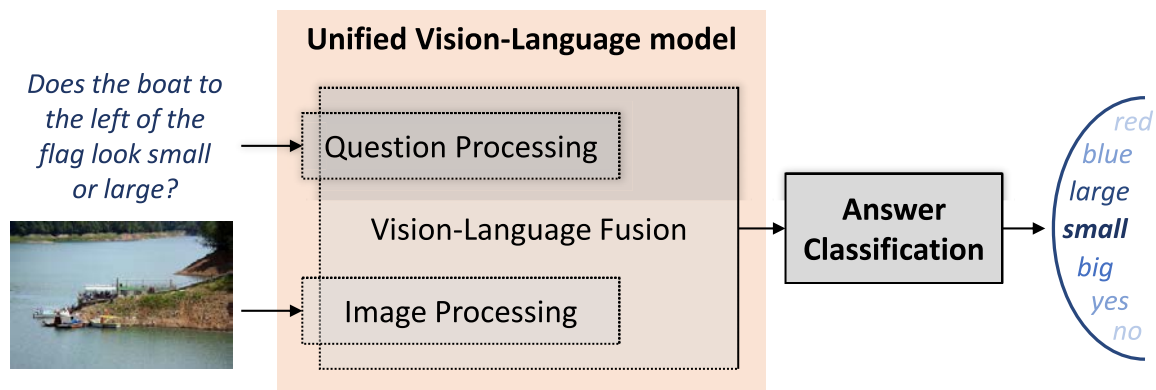 Unified Vision-Language model
Does the boat to
the left of the
flag look small
or large?
Question Processing
Vision-Language Fusion
Image Processing
Answer
Classification
red
blue
large
small
big
yes
no